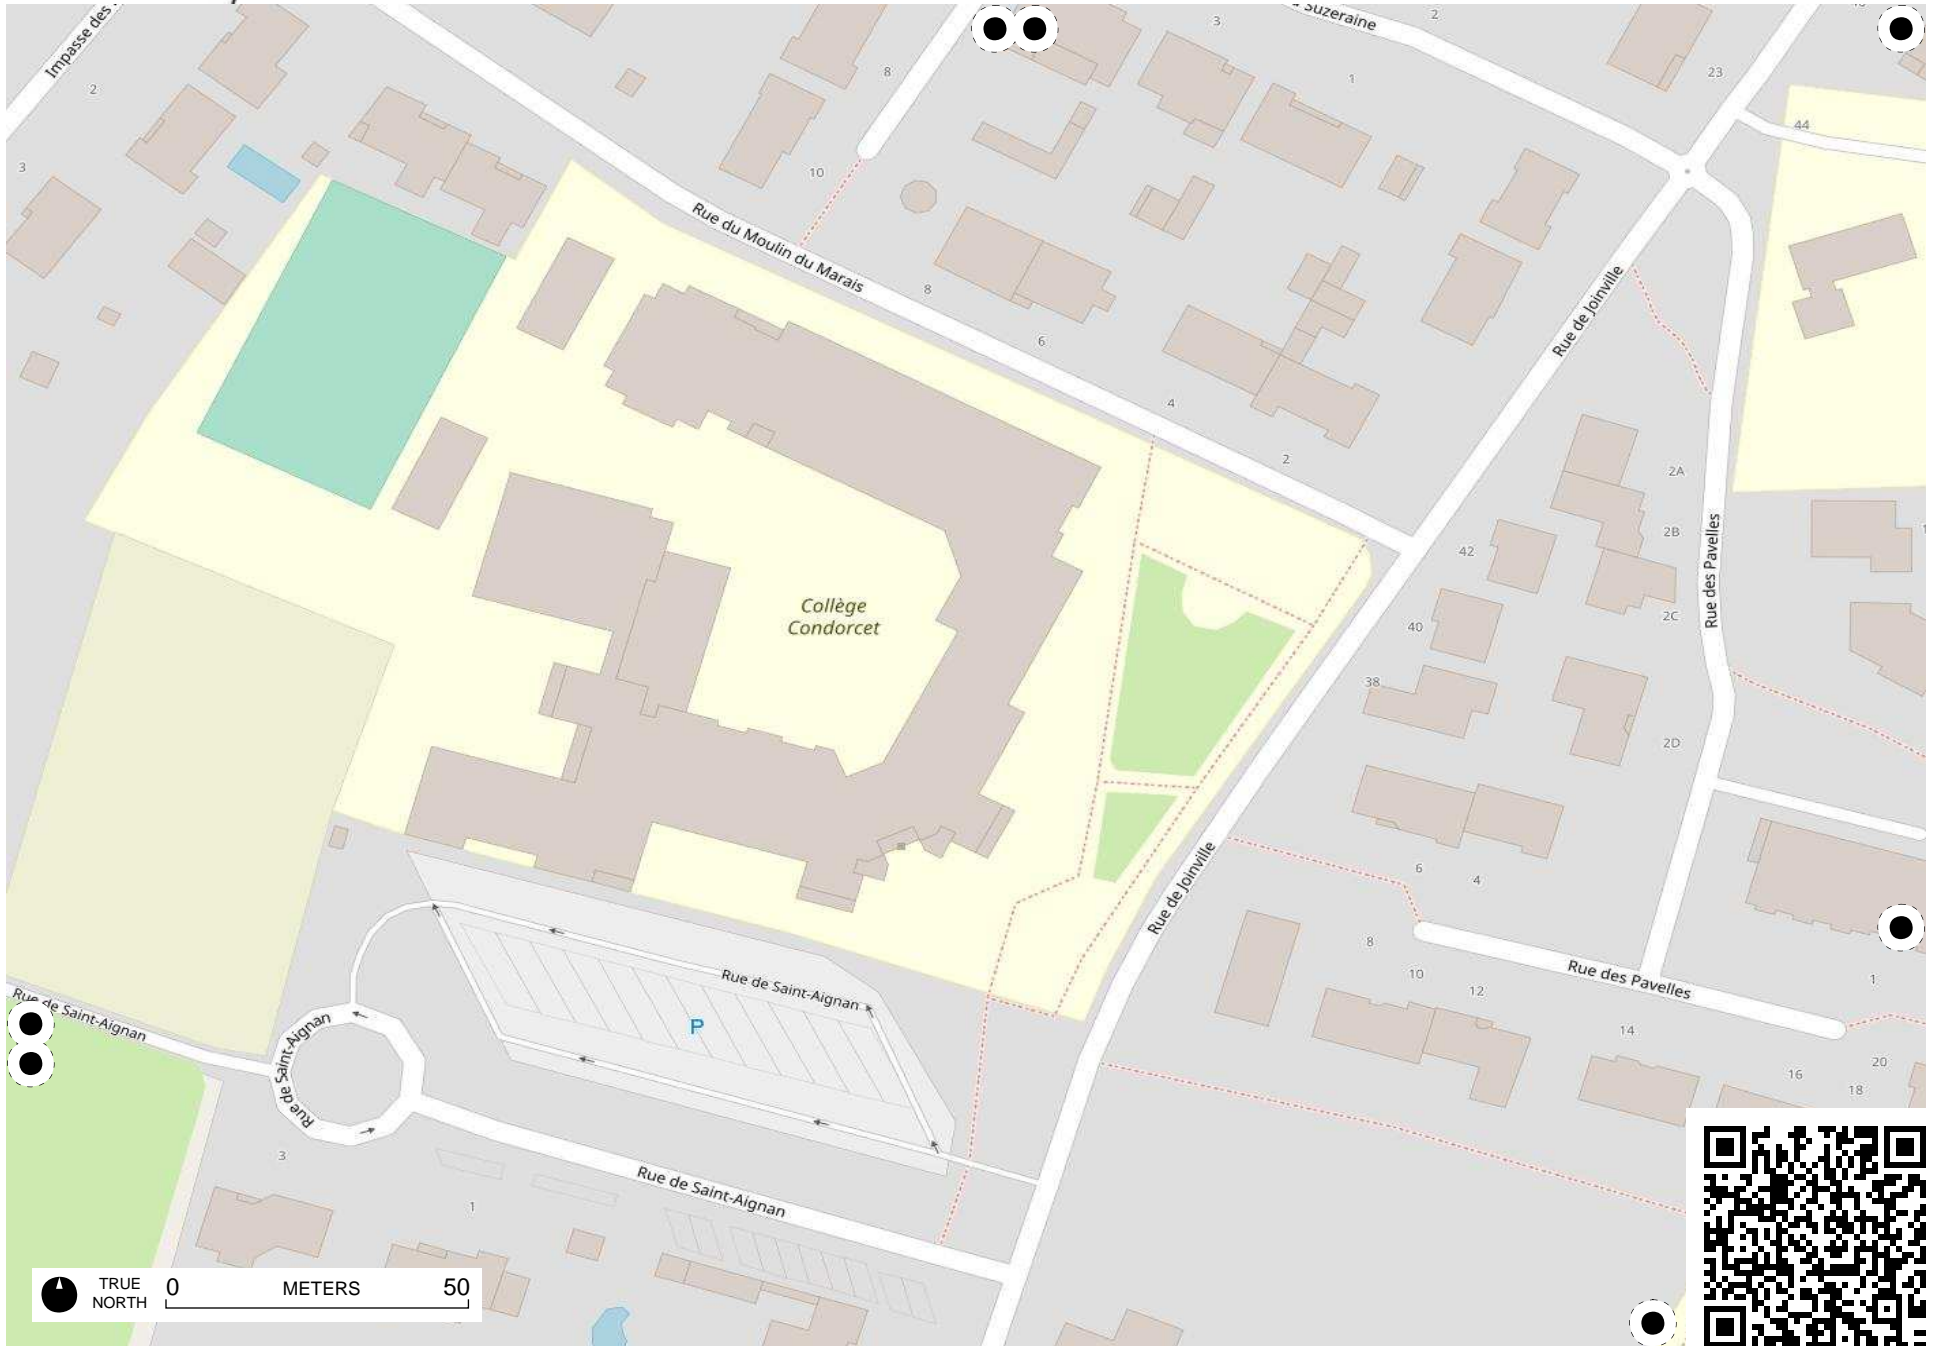 Impasse des
Suzeraine
2
3
8
1
23
2
44
3
10
Rue du Moulin du Marais
8
6
Rue de Joinville
4
2
2A
2B
42
Rue des Pavelles
Collège
Condorcet
40
2C
38
2D
Rue de Joinville
6
4
8
10
Rue des Pavelles
12
1
Rue de Saint-Aignan
P
14
Rue de Saint-Aignan
Rue de Saint-Aignan
Rue
20
16
18
3
Rue de Saint-Aignan
1
TRUE
NORTH
0 METERS 50